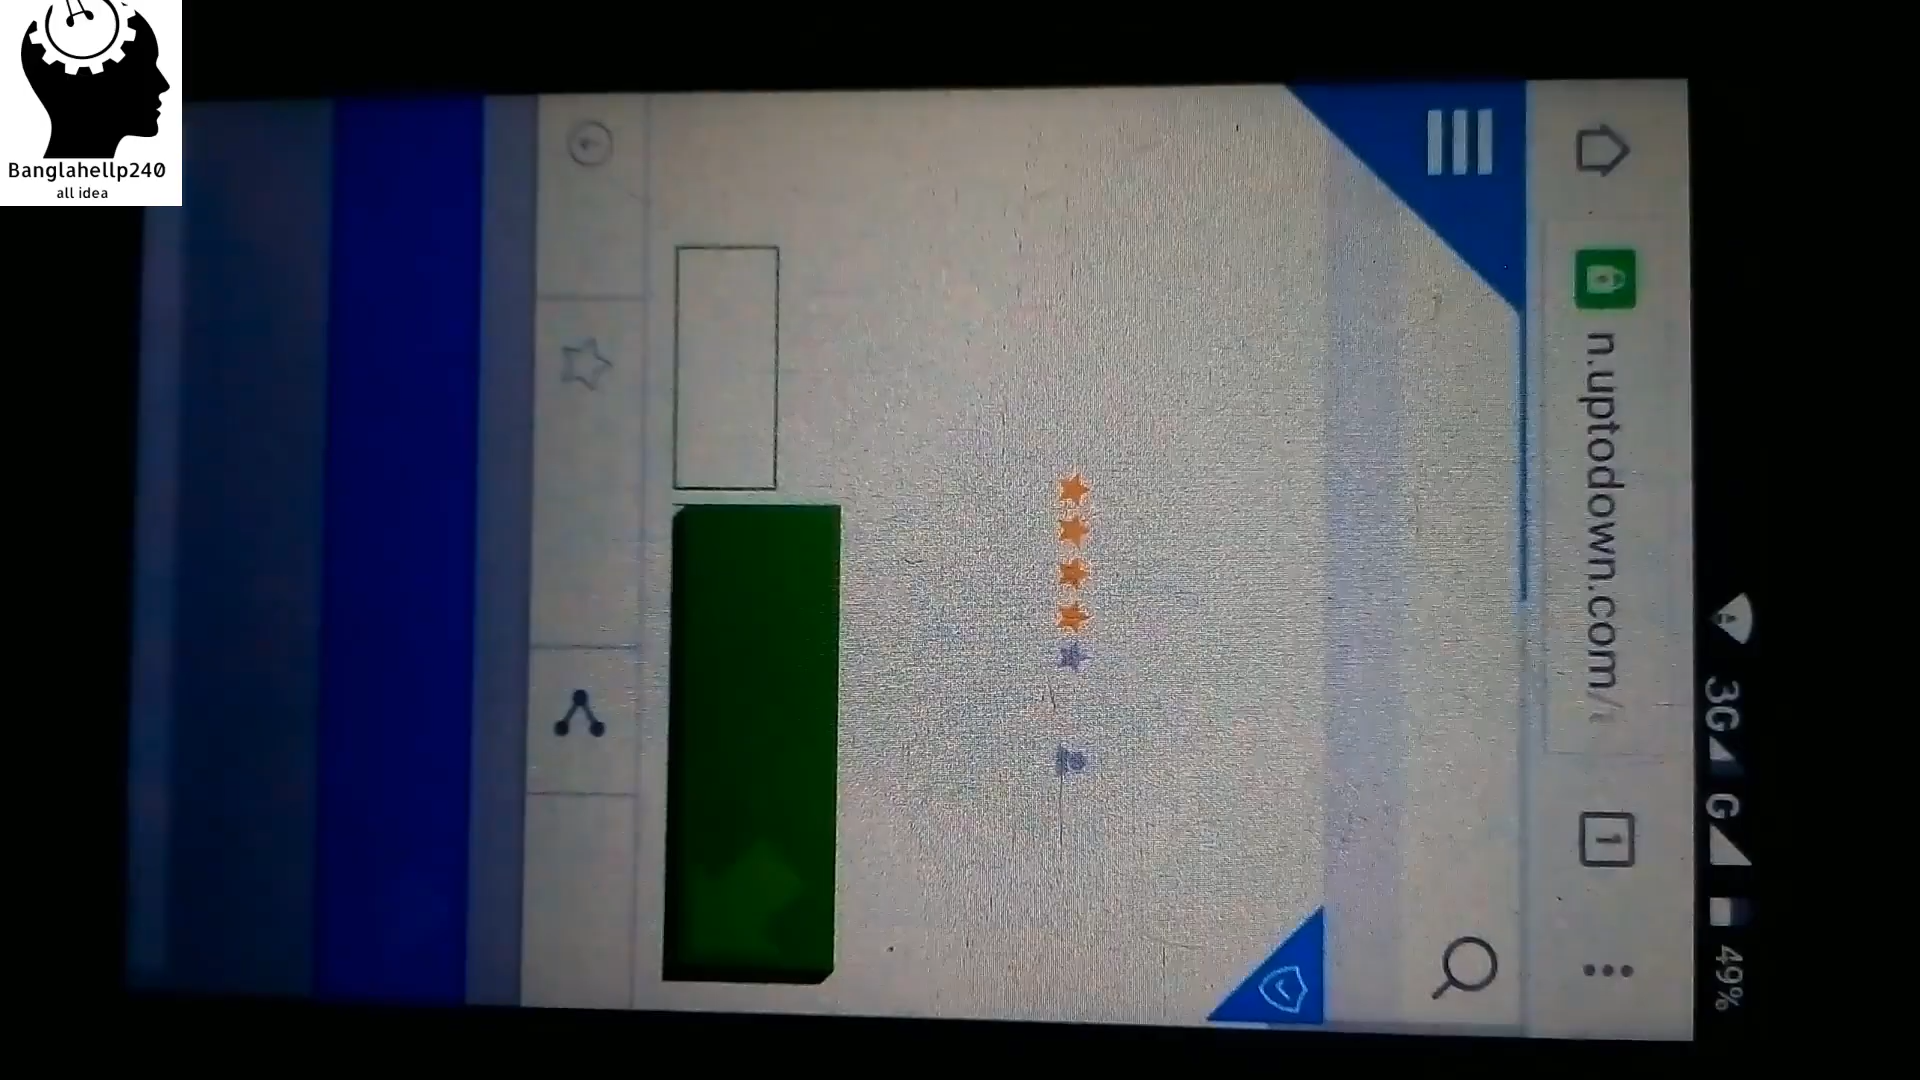 Banglahellp240
all idea
3G G 49%
n.uptodown.com/
1